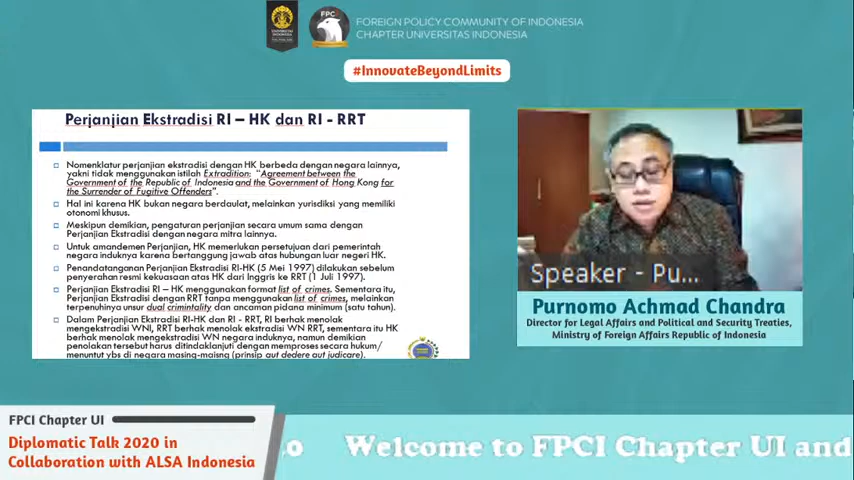 FPC
FOREIGN POLICY COMMUNITY OF INDONESIA
CHAPTER UNIVERSITAS INDONESIA
#InnovateBeyondLimits
Perjanjian Ekstradisi RI – HK dan RI - RRT
Nomenklatur perjanjian ekstradisi dengan HK berbeda dengan negara lainnya,
yakni tidak menggunakan istilah Extradition: "Agreement between the
Government of the Republic of Indonesia and the Government of Hong Kong for
the Surrender of Fugitive Offenders".
Hal ini karena HK bukan negara berdaulat, melainkan yurisdiksi yang memiliki
otonomi khusus.
Meskipun demikian, pengaturan perjanjian secara umum sama dengan
Perjanjian Ekstradisi dengan negara mitra lainnya.
Untuk amandemen Perjanjian, HK memerlukan persetujuan dari pemerintah
negara induknya karena bertanggung jawab atas hubungan luar negeri HK.
Penandatanganan Perjanjian Ekstradisi RI-HK (5 Mei 1997) dilakukan sebelum
penyerahan resmi kekuasaan atas HK dari Inggris ke RRT (1 Juli 1997).
Perjanjian Ekstradisi RI – HK menggunakan format list of crimes. Sementara itu,
Perjanjian Ekstradisi dengan RRT tanpa menggunakan list of crimes, melainkan
terpenuhinya unsur dual crimintality dan ancaman pidana minimum (satu tahun).
Dalam Perjanjian Ekstradisi RI-HK dan RI - RRT, RI berhak menolak
mengekstradisi WNI, RRT berhak menolak ekstradisi WN RRT, sementara itu HK
berhak menolak mengekstradisi WN negara induknya, namun demikian
penolakan tersebut harus ditindaklanjuti dengan memproses secara hukum/
menuntut ybs di negara masing-maisng (prinsip aut dedere aut judicare).
Speaker - Pu...
Purnomo Achmad Chandra
Director for Legal Affairs and Political and Security Treaties,
Ministry of Foreign Affairs Republic of Indonesia
FPCI Chapter UI
Diplomatic Talk 2020 in
Collaboration with ALSA Indonesia
Welcome to FPCI Chapter UI and